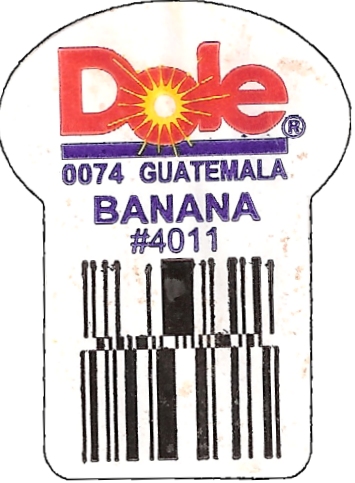 Dole®
0074 GUATEMALA
BANANA
#4011